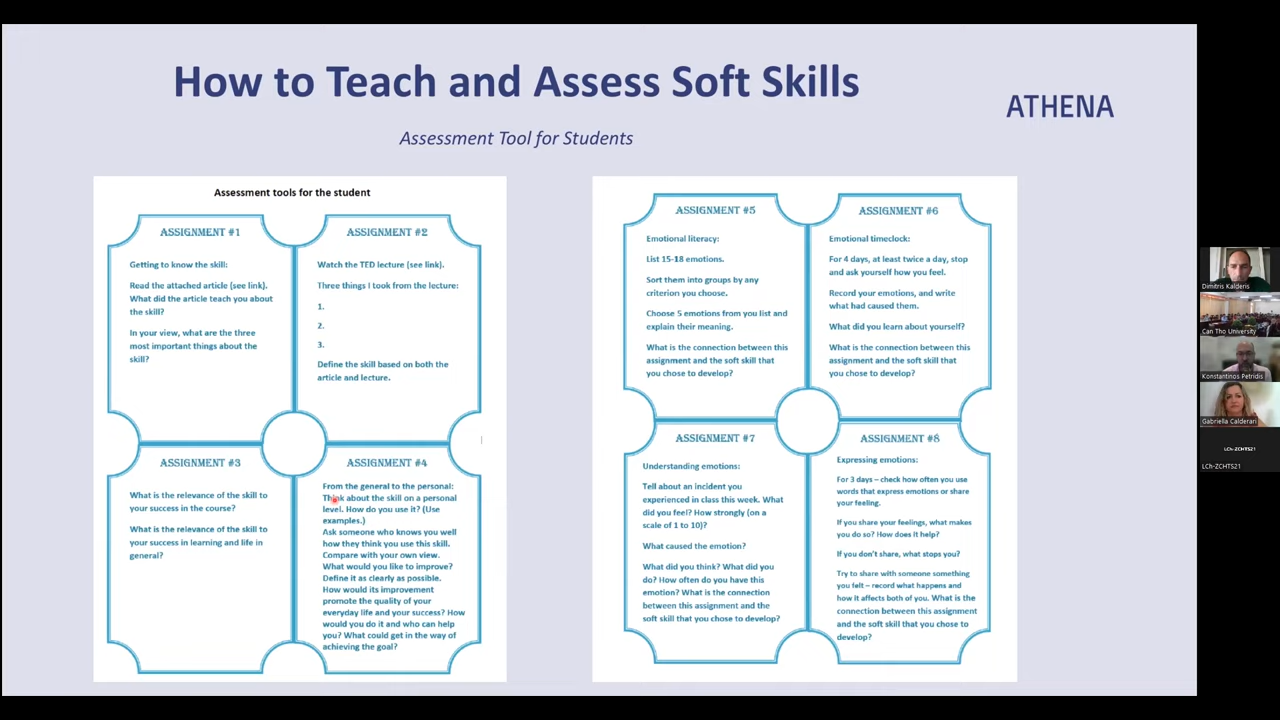 How to Teach and Assess Soft Skills
ATHENA
Assessment Tool for Students
Assessment tools for the student
ASSIGNMENT #1
Getting to know the skill:
Read the attached article (see link).
What did the article teach you about
the skill?
In your view, what are the three
most important things about the
skill?
ASSIGNMENT #2
Watch the TED lecture (see link).
Three things I took from the lecture:
1.
2.
3.
Define the skill based on both the
article and lecture.
ASSIGNMENT #3
What is the relevance of the skill to
your success in the course?
What is the relevance of the skill to
your success in learning and life in
general?
ASSIGNMENT #4
From the general to the personal:
Think about the skill on a personal
level. How do you use it? (Use
examples.)
Ask someone who knows you well
how they think you use this skill.
Compare with your own view.
What would you like to improve?
Define it as clearly as possible.
How would its improvement
promote the quality of your
everyday life and your success? How
would you do it and who can help
you? What could get in the way of
achieving the goal?
ASSIGNMENT #5
Emotional literacy:
List 15-18 emotions.
Sort them into groups by any
criterion you choose.
Choose 5 emotions from you list and
explain their meaning.
What is the connection between this
assignment and the soft skill that
you chose to develop?
ASSIGNMENT #6
Emotional timeclock:
For 4 days, at least twice a day, stop
and ask yourself how you feel.
Record your emotions, and write
what had caused them.
What did you learn about yourself?
What is the connection between this
assignment and the soft skill that
you chose to develop?
ASSIGNMENT #7
Understanding emotions:
Tell about an incident you
experienced in class this week. What
did you feel? How strongly (on a
scale of 1 to 10)?
What caused the emotion?
What did you think? What did you
do? How often do you have this
emotion? What is the connection
between this assignment and the
soft skill that you chose to develop?
ASSIGNMENT #8
Expressing emotions:
For 3 days – check how often you use
words that express emotions or share
your feeling.
If you share your feelings, what makes
you do so? How does it help?
If you don't share, what stops you?
Try to share with someone something
you felt – record what happens and
how it affects both of you. What is the
connection between this assignment
and the soft skill that you chose to
develop?
Dimitris Kalderis
Can Tho University
Konstantinos Petridis
Gabriella Calderari
LCh-ZCHTS21
LCh-ZCHTS21